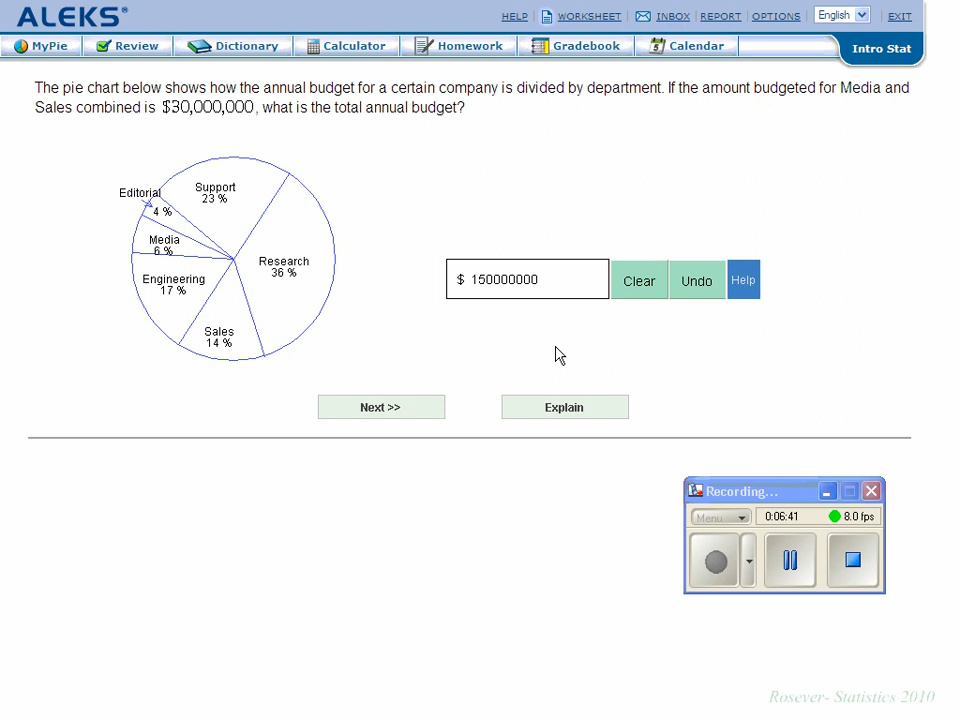 ALEKS®
HELP | WORKSHEET | INBOX | REPORT | OPTIONS | English | EXIT
MyPie Review Dictionary Calculator Homework Gradebook Calendar Intro Stat
The pie chart below shows how the annual budget for a certain company is divided by department. If the amount budgeted for Media and
Sales combined is $30,000,000, what is the total annual budget?
Editorial
4 %
Support
23 %
Media
6 %
Research
36 %
Engineering
17 %
Sales
14 %
$ 150000000 Clear Undo Help
Next >> Explain
Recording...
Menu 0:06:41 8.0 fps
Rosever- Statistics 2010